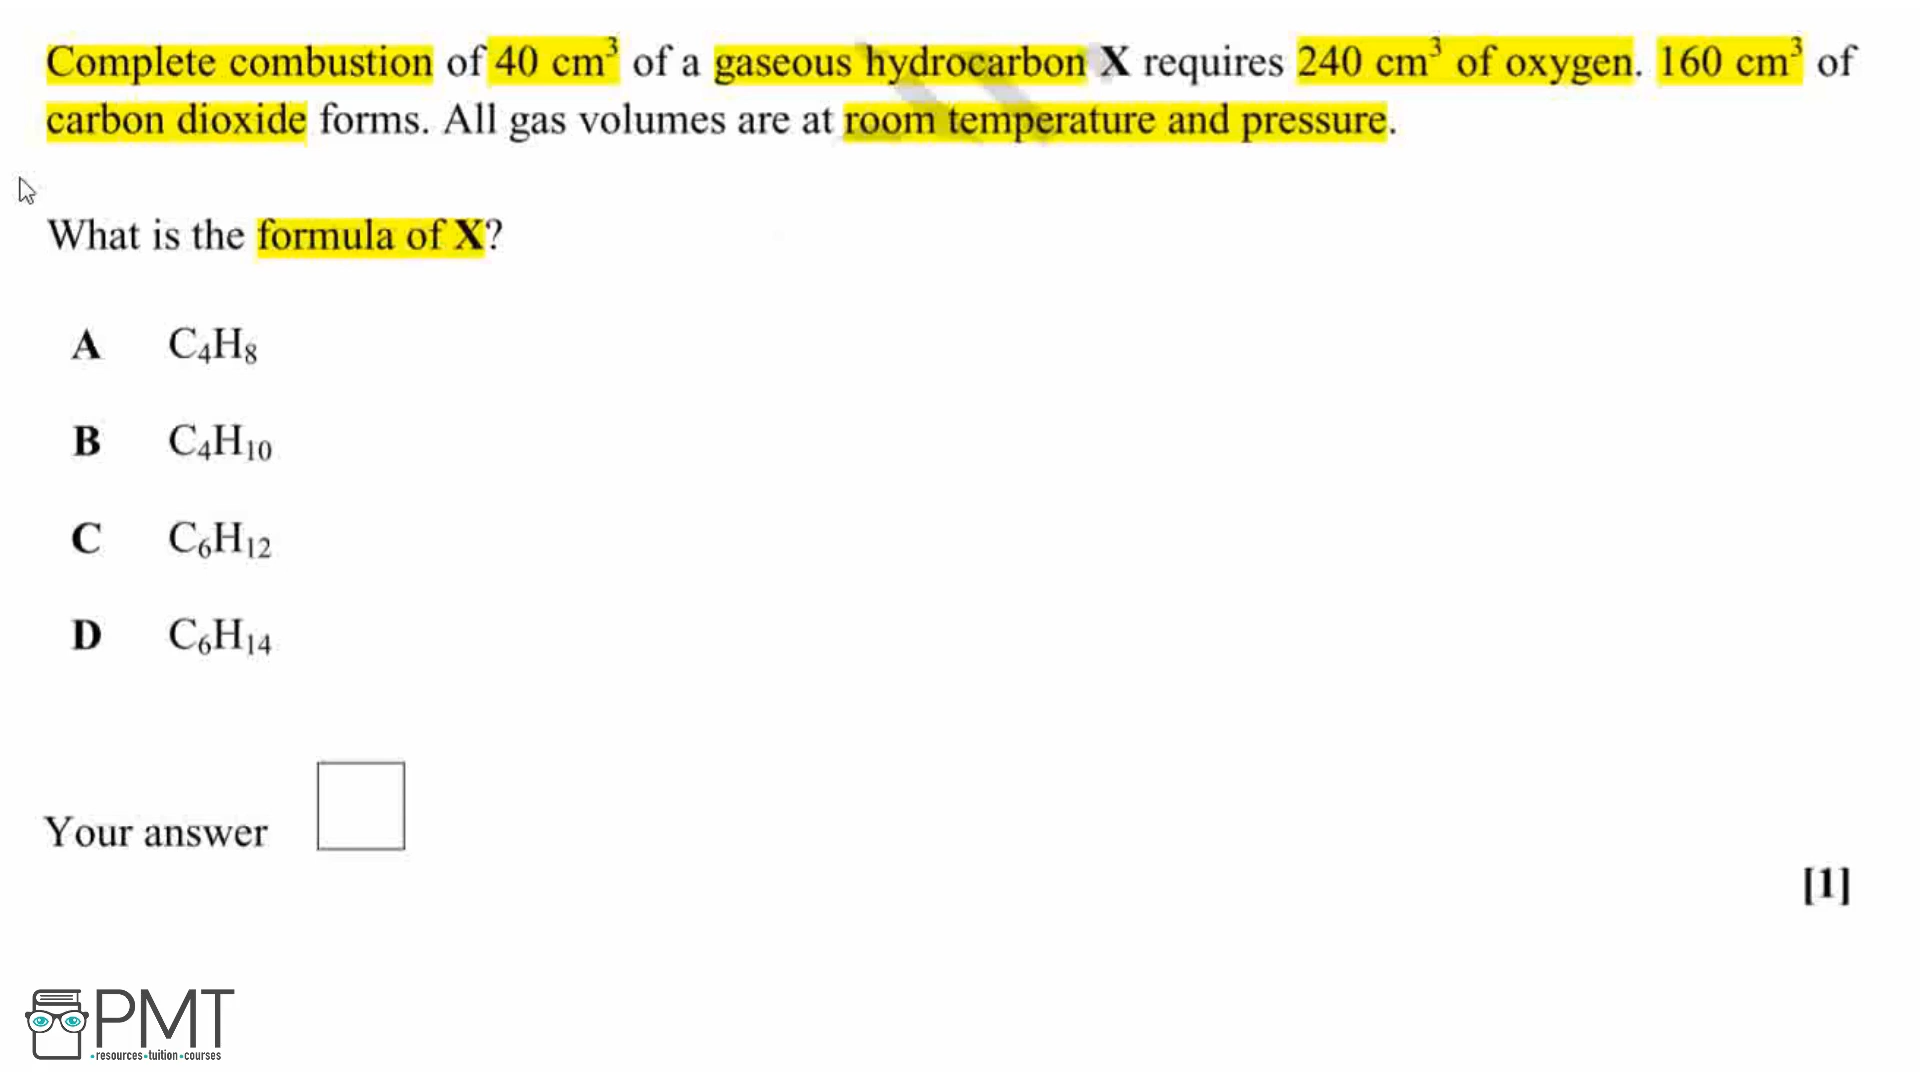 Complete combustion of 40 cm³ of a gaseous hydrocarbon X requires 240 cm³ of oxygen. 160 cm³ of
carbon dioxide forms. All gas volumes are at room temperature and pressure.
What is the formula of X?
A C₄H₈
B C₄H₁₀
C C₆H₁₂
D C₆H₁₄
Your answer
[1]
PMT
•resources•tuition•courses